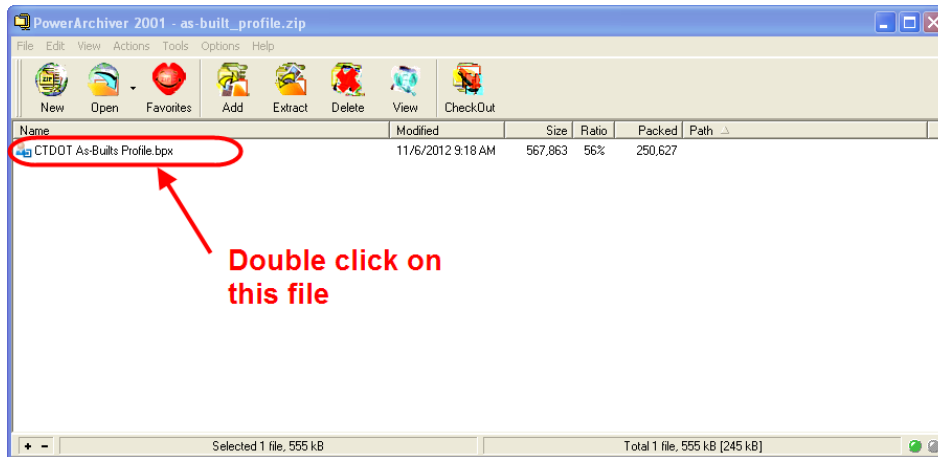 PowerArchiver 2001 - as-built_profile.zip
File Edit View Actions Tools Options Help
ZIP
New Open Favorites Add Extract Delete View CheckOut
Name Modified Size Ratio Packed Path
CTDOT As-Builts Profile.bpx 11/6/2012 9:18 AM 567,863 56% 250,627
Double click on
this file
+ - Selected 1 file, 555 kB Total 1 file, 555 kB [245 kB]